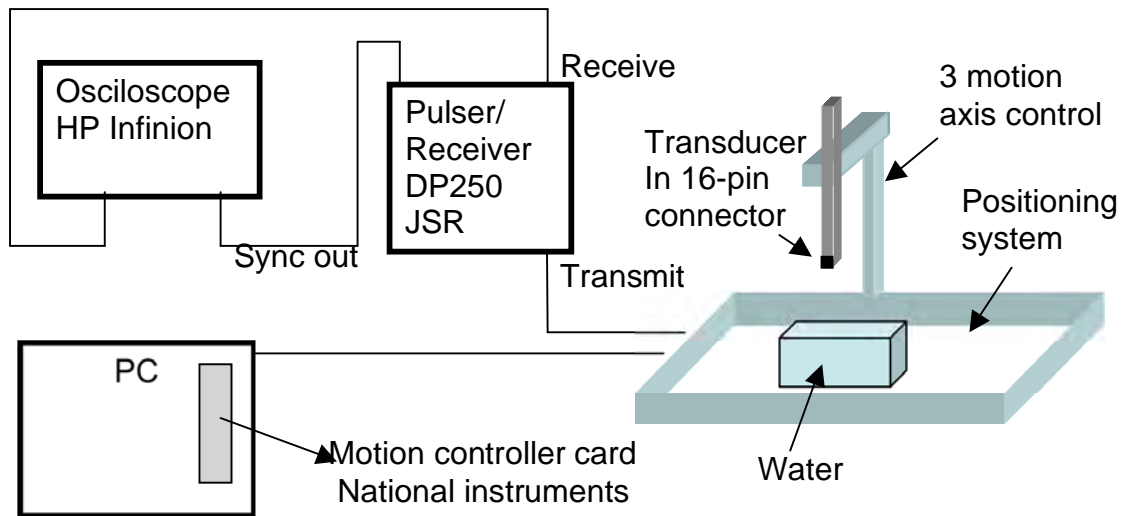 Osciloscope
HP Infinion
Pulser/
Receiver
DP250
JSR
Receive
Sync out
Transmit
Transducer
In 16-pin
connector
3 motion
axis control
Positioning
system
PC
Motion controller card
National instruments
Water